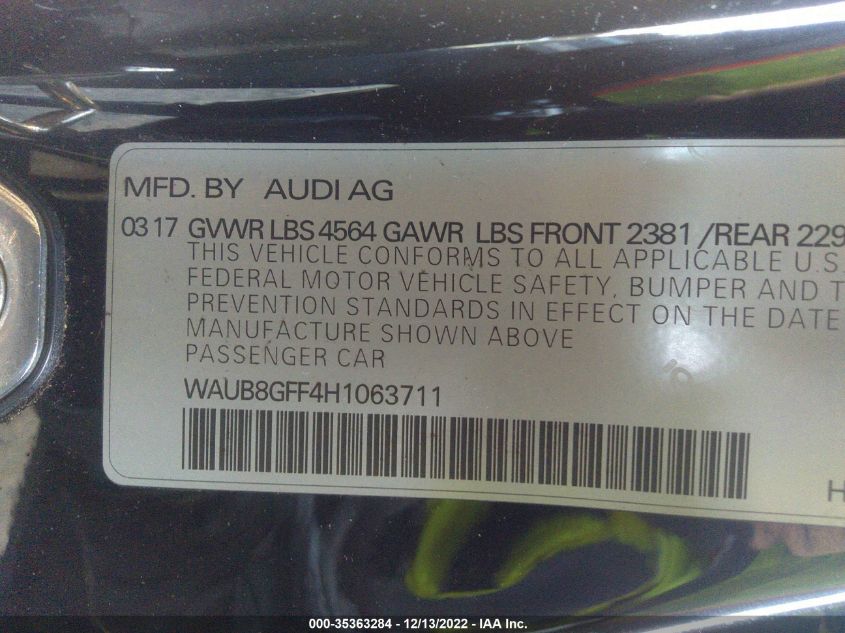 MFD. BY AUDI AG
03 17 GVWR LBS 4564 GAWR LBS FRONT 2381 /REAR 229
THIS VEHICLE CONFORMS TO ALL APPLICABLE U.S.
FEDERAL MOTOR VEHICLE SAFETY, BUMPER AND T
PREVENTION STANDARDS IN EFFECT ON THE DATE
MANUFACTURE SHOWN ABOVE
PASSENGER CAR
WAUB8GFF4H1063711
H
000-35363284 - 12/13/2022 - IAA Inc.